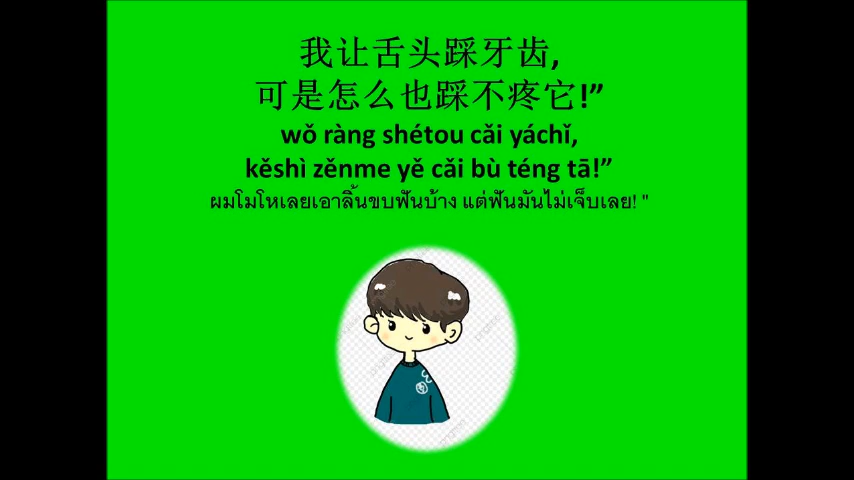 我让舌头踩牙齿,
可是怎么也踩不疼它!”
wǒ ràng shétou cǎi yáchǐ,
kěshì zěnme yě cǎi bù téng tā!”
ผมโมโหเลยเอาลิ้นขบฟันบ้าง แต่ฟันมันไม่เจ็บเลย! "